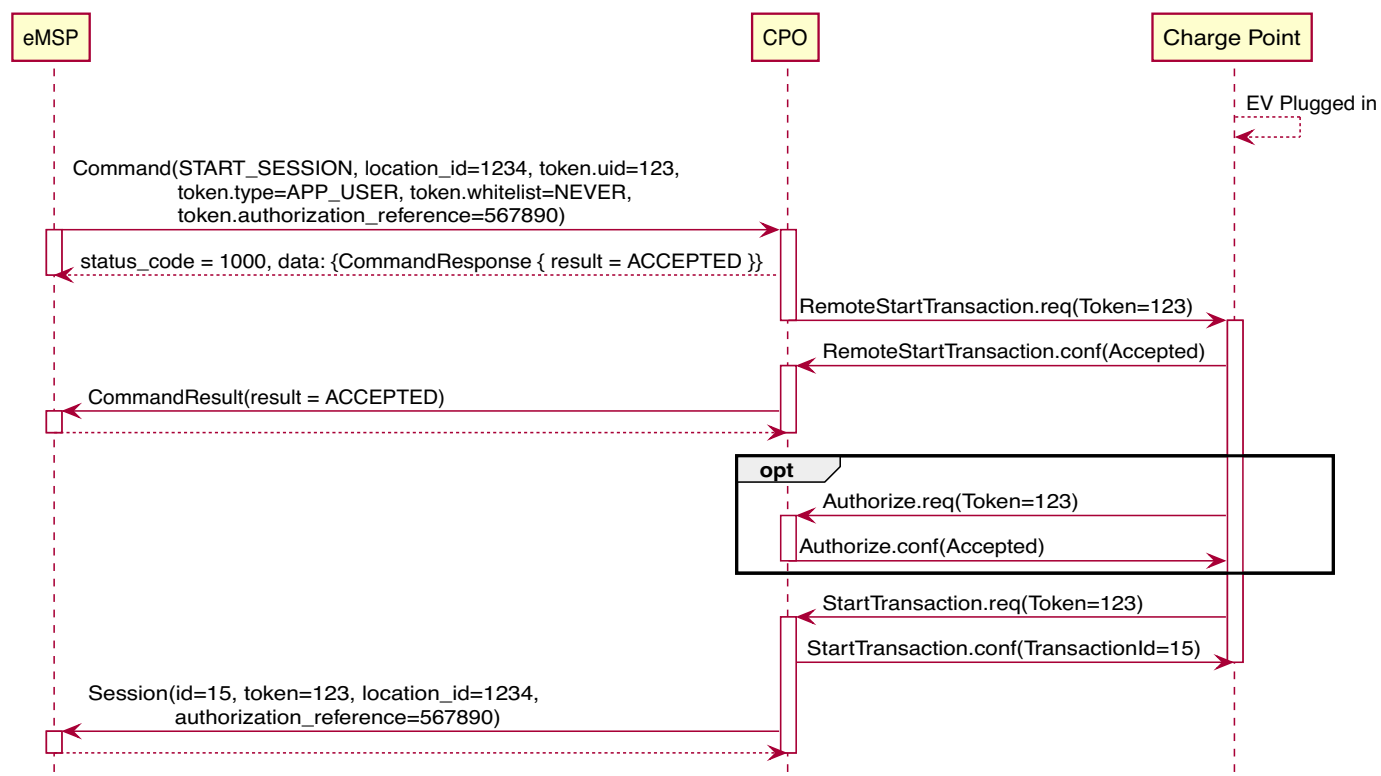 eMSP
CPO
Charge Point
EV Plugged in
Command(START_SESSION, location_id=1234, token.uid=123,
token.type=APP_USER, token.whitelist=NEVER,
token.authorization_reference=567890)
status_code = 1000, data: {CommandResponse { result = ACCEPTED }}
RemoteStartTransaction.req(Token=123)
RemoteStartTransaction.conf(Accepted)
CommandResult(result = ACCEPTED)
opt
Authorize.req(Token=123)
Authorize.conf(Accepted)
StartTransaction.req(Token=123)
StartTransaction.conf(TransactionId=15)
Session(id=15, token=123, location_id=1234,
authorization_reference=567890)